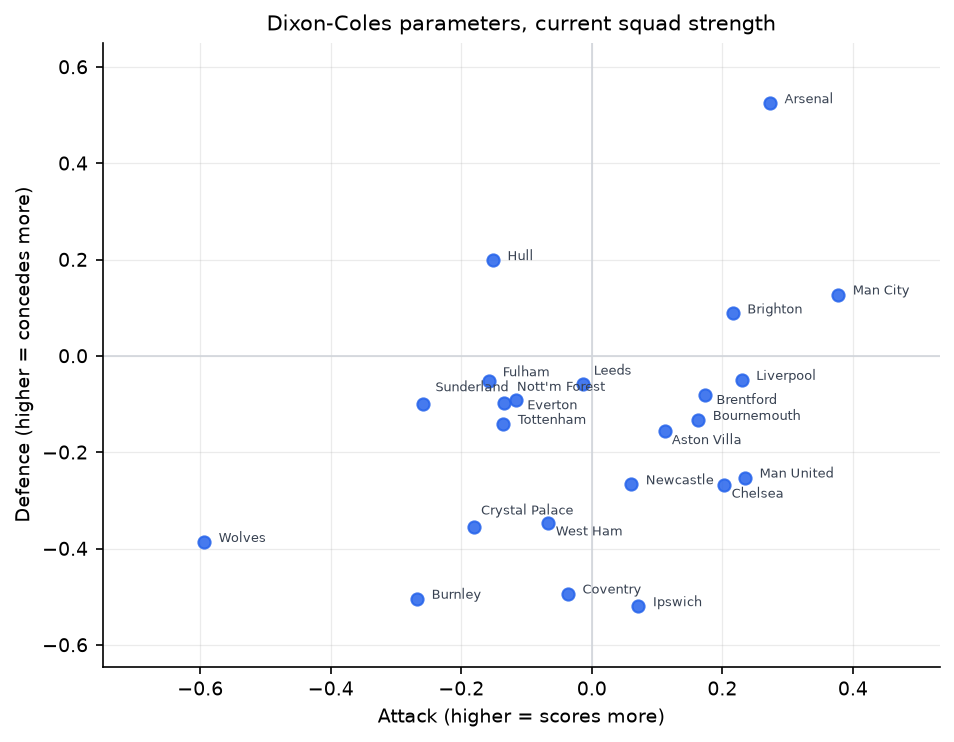 Dixon-Coles parameters, current squad strength
Defence (higher = concedes more)
0.6
0.4
0.2
0.0
−0.2
−0.4
−0.6
Arsenal
Hull
Man City
Brighton
Fulham
Leeds
Liverpool
Sunderland
Nott'm Forest
Brentford
Everton
Bournemouth
Tottenham
Aston Villa
Man United
Newcastle
Chelsea
Crystal Palace
West Ham
Wolves
Coventry
Burnley
Ipswich
−0.6
−0.4
−0.2
0.0
0.2
0.4
Attack (higher = scores more)